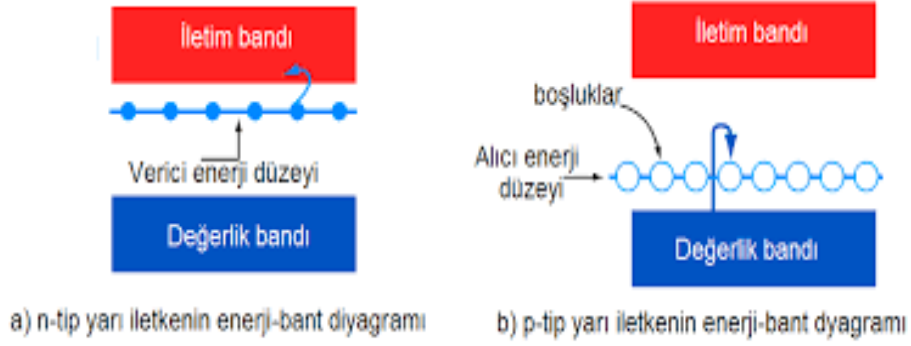 İletim bandı
Verici enerji düzeyi
Değerlik bandı
a) n-tip yarı iletkenin enerji-bant diyagramı
İletim bandı
boşluklar
Alıcı enerji
düzeyi
Değerlik bandı
b) p-tip yarı iletkenin enerji-bant dyagramı